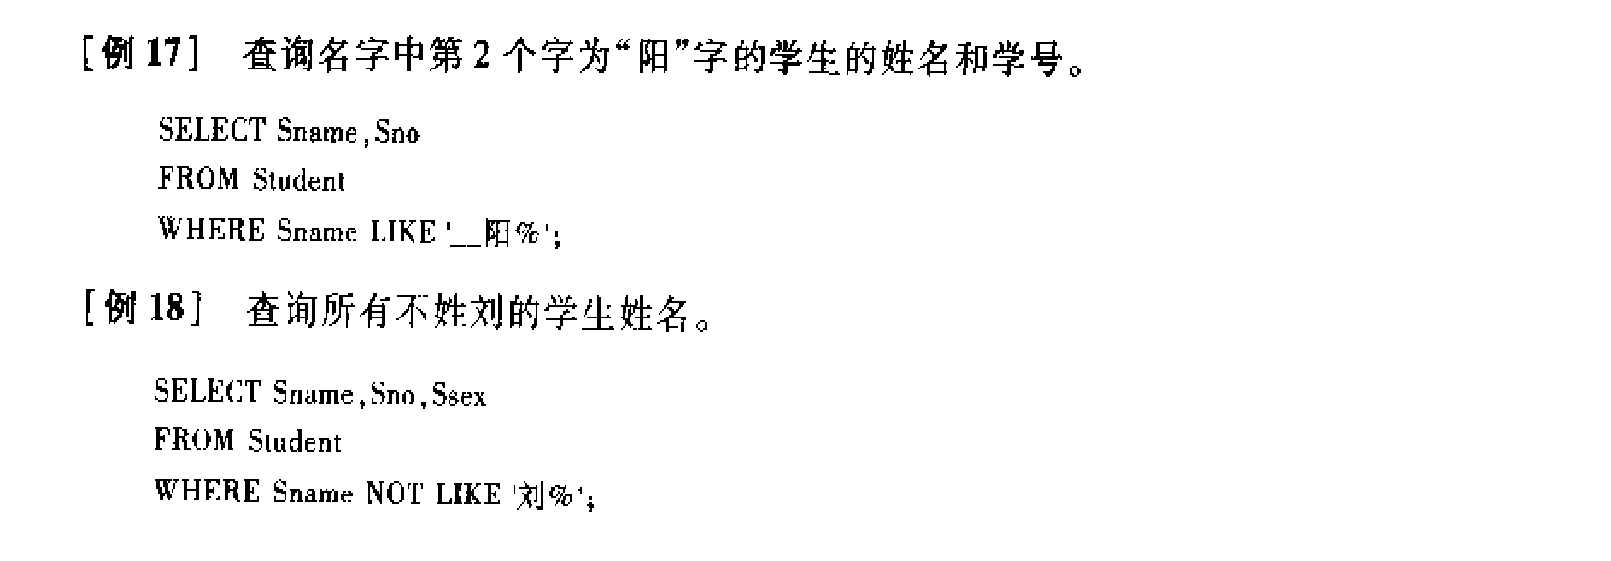 [例 17] 查询名字中第 2 个字为“阳”字的学生的姓名和学号。
SELECT Sname,Sno
FROM Student
WHERE Sname LIKE '__阳%';
[例 18] 查询所有不姓刘的学生姓名。
SELECT Sname,Sno,Ssex
FROM Student
WHERE Sname NOT LIKE '刘%';